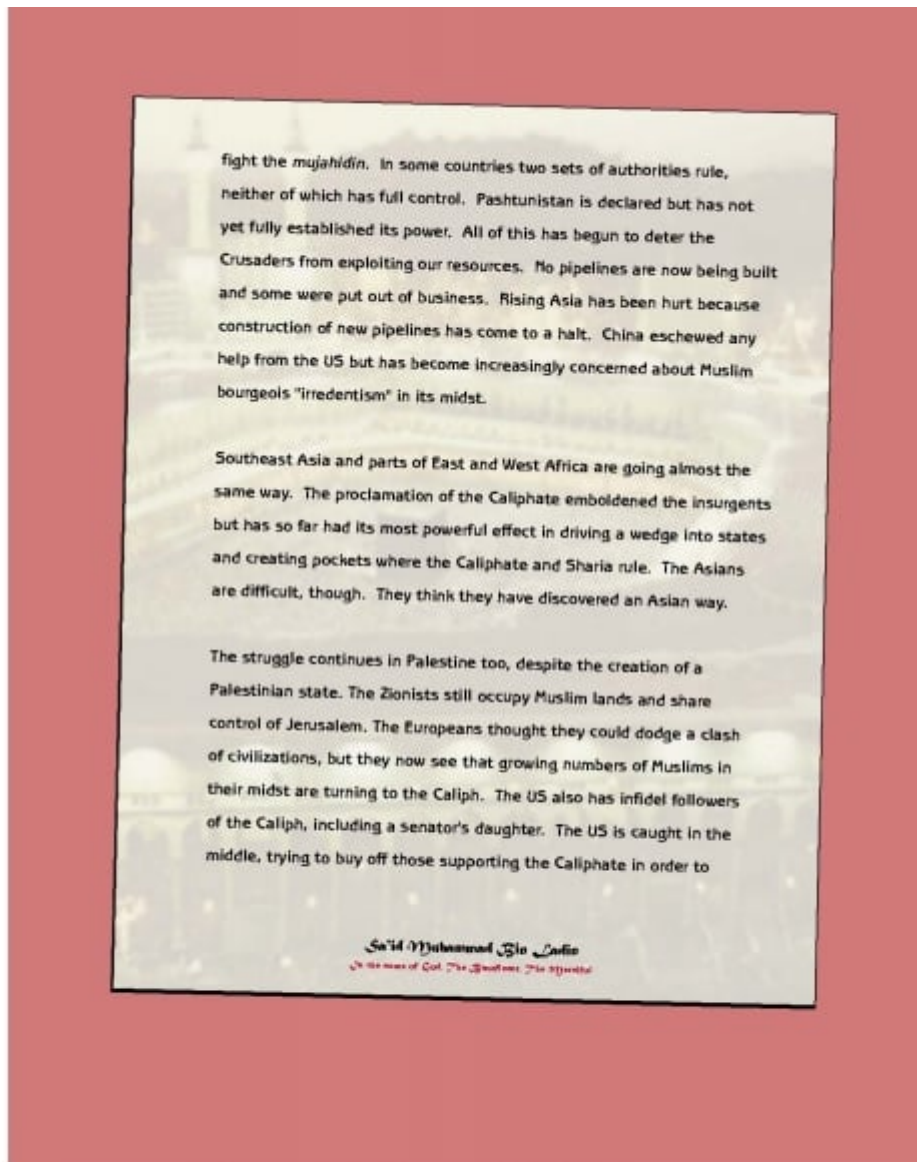 fight the mujahidin. In some countries two sets of authorities rule,
neither of which has full control. Pashtunistan is declared but has not
yet fully established its power. All of this has begun to deter the
Crusaders from exploiting our resources. No pipelines are now being built
and some were put out of business. Rising Asia has been hurt because
construction of new pipelines has come to a halt. China eschewed any
help from the US but has become increasingly concerned about Muslim
bourgeois "irredentism" in its midst.
Southeast Asia and parts of East and West Africa are going almost the
same way. The proclamation of the Caliphate emboldened the insurgents
but has so far had its most powerful effect in driving a wedge into states
and creating pockets where the Caliphate and Sharia rule. The Asians
are difficult, though. They think they have discovered an Asian way.
The struggle continues in Palestine too, despite the creation of a
Palestinian state. The Zionists still occupy Muslim lands and share
control of Jerusalem. The Europeans thought they could dodge a clash
of civilizations, but they now see that growing numbers of Muslims in
their midst are turning to the Caliph. The US also has infidel followers
of the Caliph, including a senator's daughter. The US is caught in the
middle, trying to buy off those supporting the Caliphate in order to
Sa'id Muhammad Bin Ladin
In the name of God, The Beneficent, The Merciful